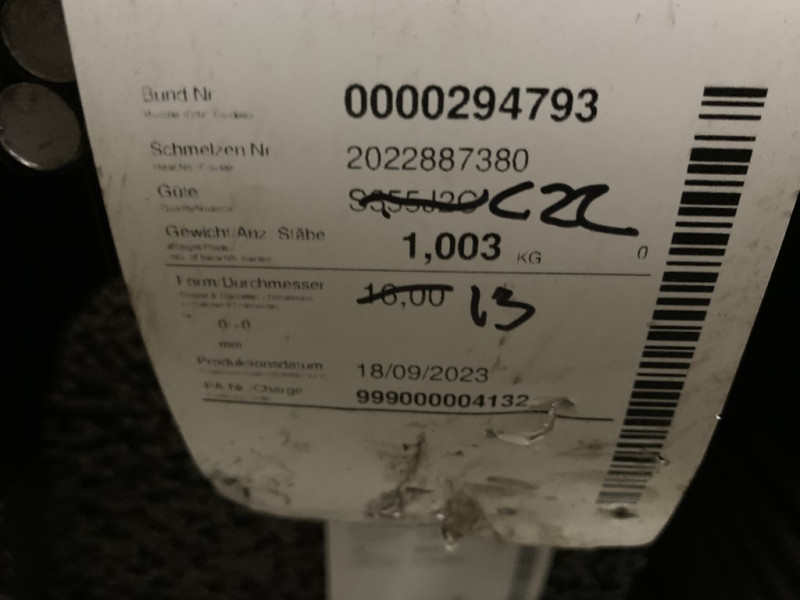 Bund Nr 0000294793
Schmelzen Nr 2022887380
Güte S355J2C C22
Gewicht/Anz. Stäbe 1,003 KG 0
Form/Durchmesser 16,00 13
0/-0
mm
Produktionsdatum 18/09/2023
PA-Nr./Charge 999000004132